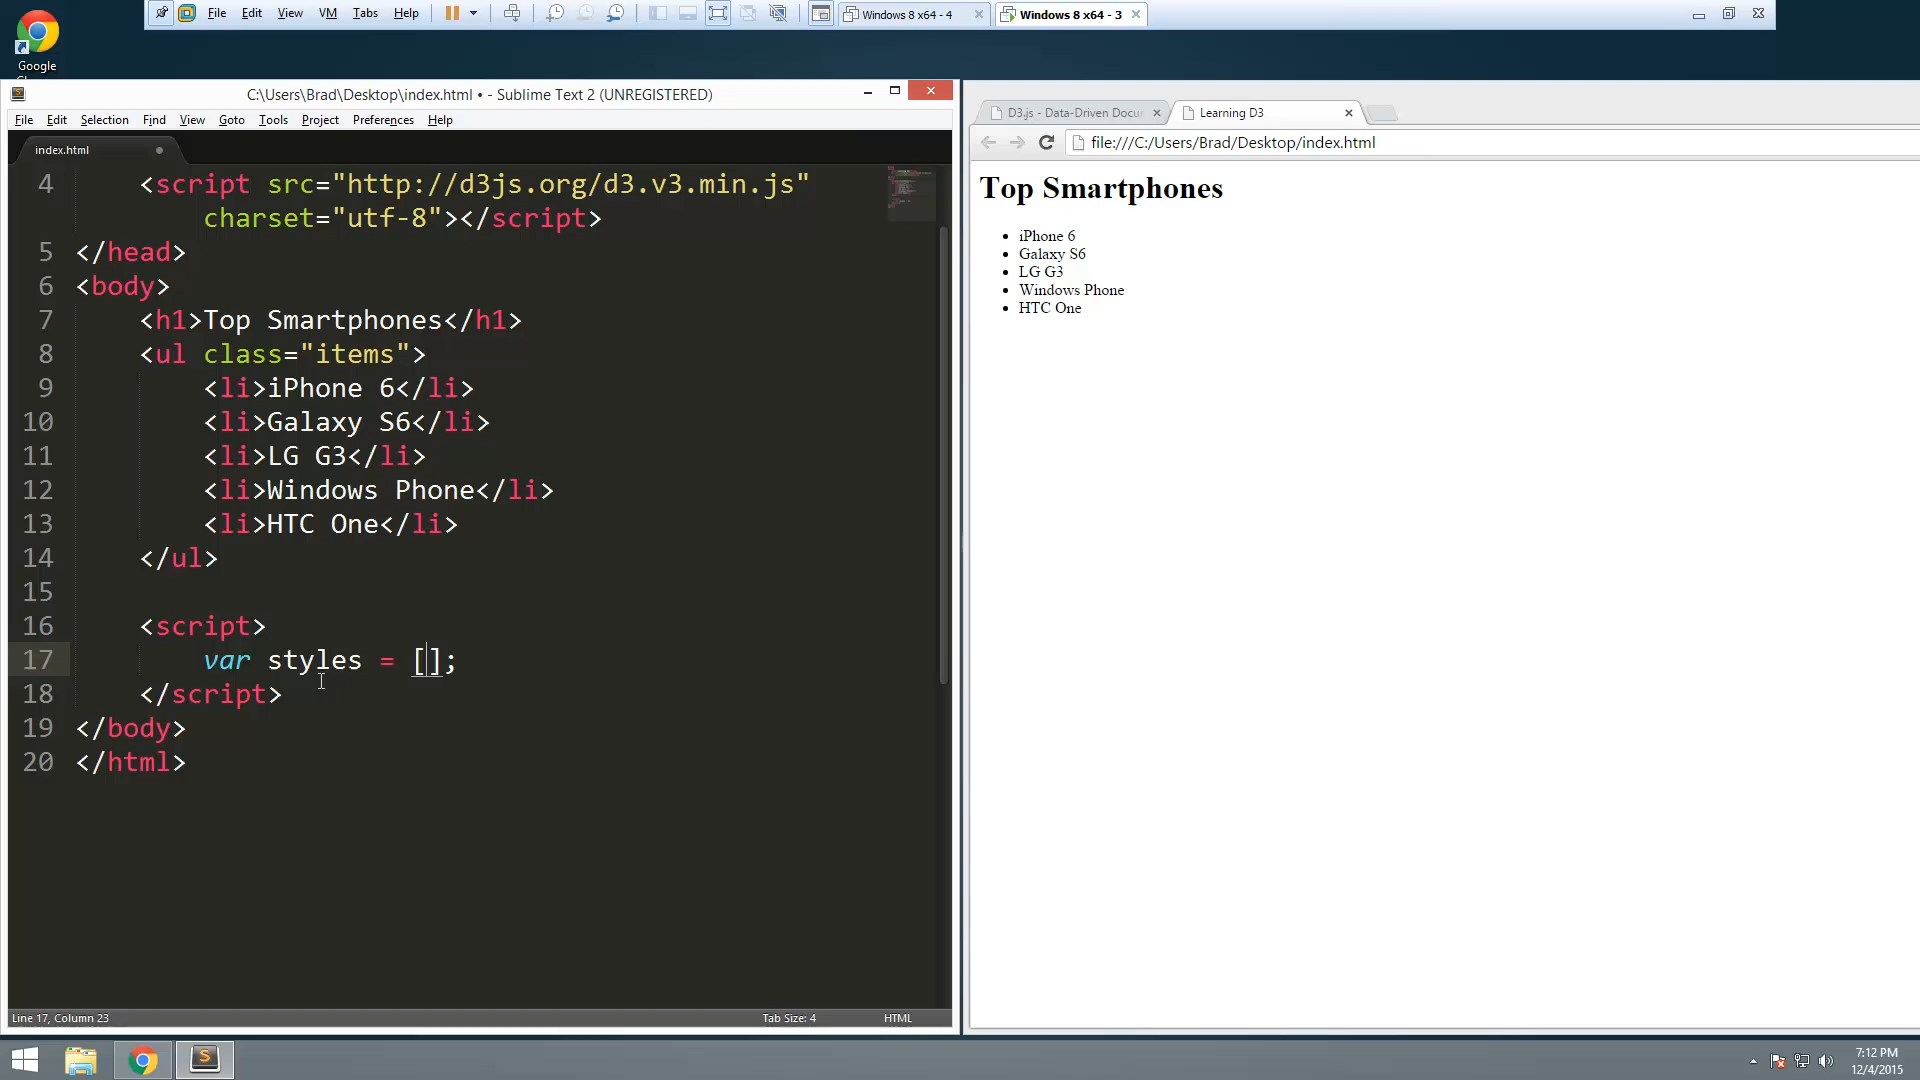 File Edit View VM Tabs Help
Windows 8 x64 - 4
Windows 8 x64 - 3
Google
C:\Users\Brad\Desktop\index.html • - Sublime Text 2 (UNREGISTERED)
File Edit Selection Find View Goto Tools Project Preferences Help
index.html
4 <script src="http://d3js.org/d3.v3.min.js"
charset="utf-8"></script>
5 </head>
6 <body>
7 <h1>Top Smartphones</h1>
8 <ul class="items">
9 <li>iPhone 6</li>
10 <li>Galaxy S6</li>
11 <li>LG G3</li>
12 <li>Windows Phone</li>
13 <li>HTC One</li>
14 </ul>
15
16 <script>
17 var styles = [];
18 </script>
19 </body>
20 </html>
Line 17, Column 23
Tab Size: 4
HTML
D3.js - Data-Driven Docu
Learning D3
file:///C:/Users/Brad/Desktop/index.html
Top Smartphones
• iPhone 6
• Galaxy S6
• LG G3
• Windows Phone
• HTC One
7:12 PM
12/4/2015